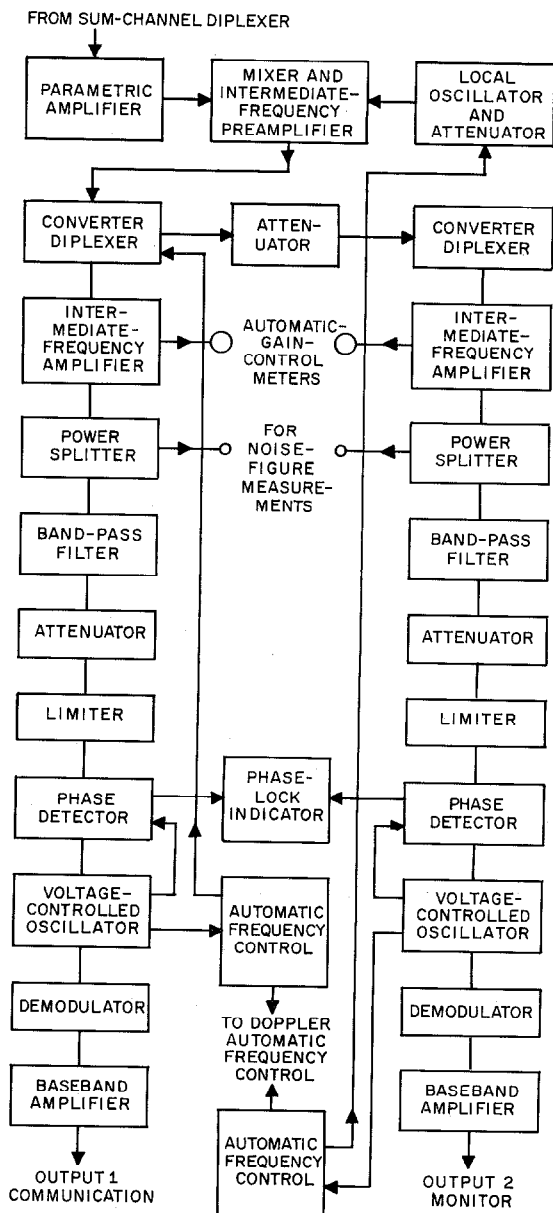 FROM SUM-CHANNEL DIPLEXER
PARAMETRIC
AMPLIFIER
MIXER AND
INTERMEDIATE-
FREQUENCY
PREAMPLIFIER
LOCAL
OSCILLATOR
AND
ATTENUATOR
CONVERTER
DIPLEXER
ATTEN-
UATOR
CONVERTER
DIPLEXER
INTER-
MEDIATE-
FREQUENCY
AMPLIFIER
AUTOMATIC-
GAIN-
CONTROL
METERS
INTER-
MEDIATE-
FREQUENCY
AMPLIFIER
POWER
SPLITTER
FOR
NOISE-
FIGURE
MEASURE-
MENTS
POWER
SPLITTER
BAND-PASS
FILTER
BAND-PASS
FILTER
ATTENUATOR
ATTENUATOR
LIMITER
LIMITER
PHASE
DETECTOR
PHASE-
LOCK
INDICATOR
PHASE
DETECTOR
VOLTAGE-
CONTROLLED
OSCILLATOR
AUTOMATIC
FREQUENCY
CONTROL
VOLTAGE-
CONTROLLED
OSCILLATOR
DEMODULATOR
TO DOPPLER
AUTOMATIC
FREQUENCY
CONTROL
DEMODULATOR
BASEBAND
AMPLIFIER
BASEBAND
AMPLIFIER
AUTOMATIC
FREQUENCY
CONTROL
OUTPUT 1
COMMUNICATION
OUTPUT 2
MONITOR